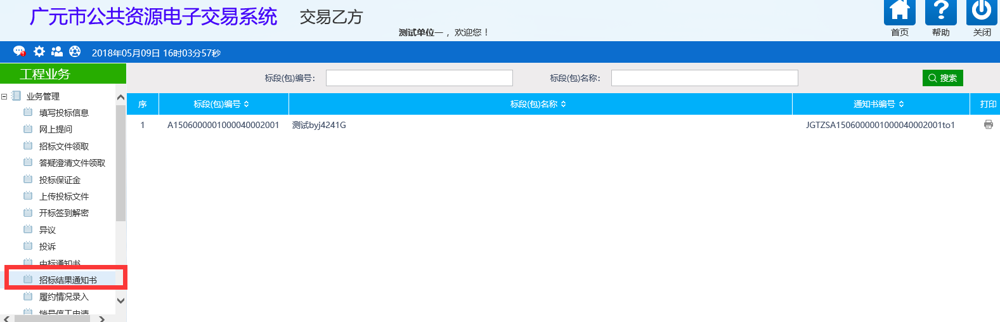 广元市公共资源电子交易系统 交易乙方
测试单位一 ，欢迎您！
首页 帮助 关闭
2018年05月09日 16时03分57秒
工程业务
标段(包)编号： 标段(包)名称： 搜索
序 标段(包)编号 标段(包)名称 通知书编号 打印
1 A1506000001000040002001 测试byj4241G JGTZSA1506000001000040002001to1
业务管理
填写投标信息
网上提问
招标文件领取
答疑澄清文件领取
投标保证金
上传投标文件
开标签到解密
异议
投诉
中标通知书
招标结果通知书
履约情况录入